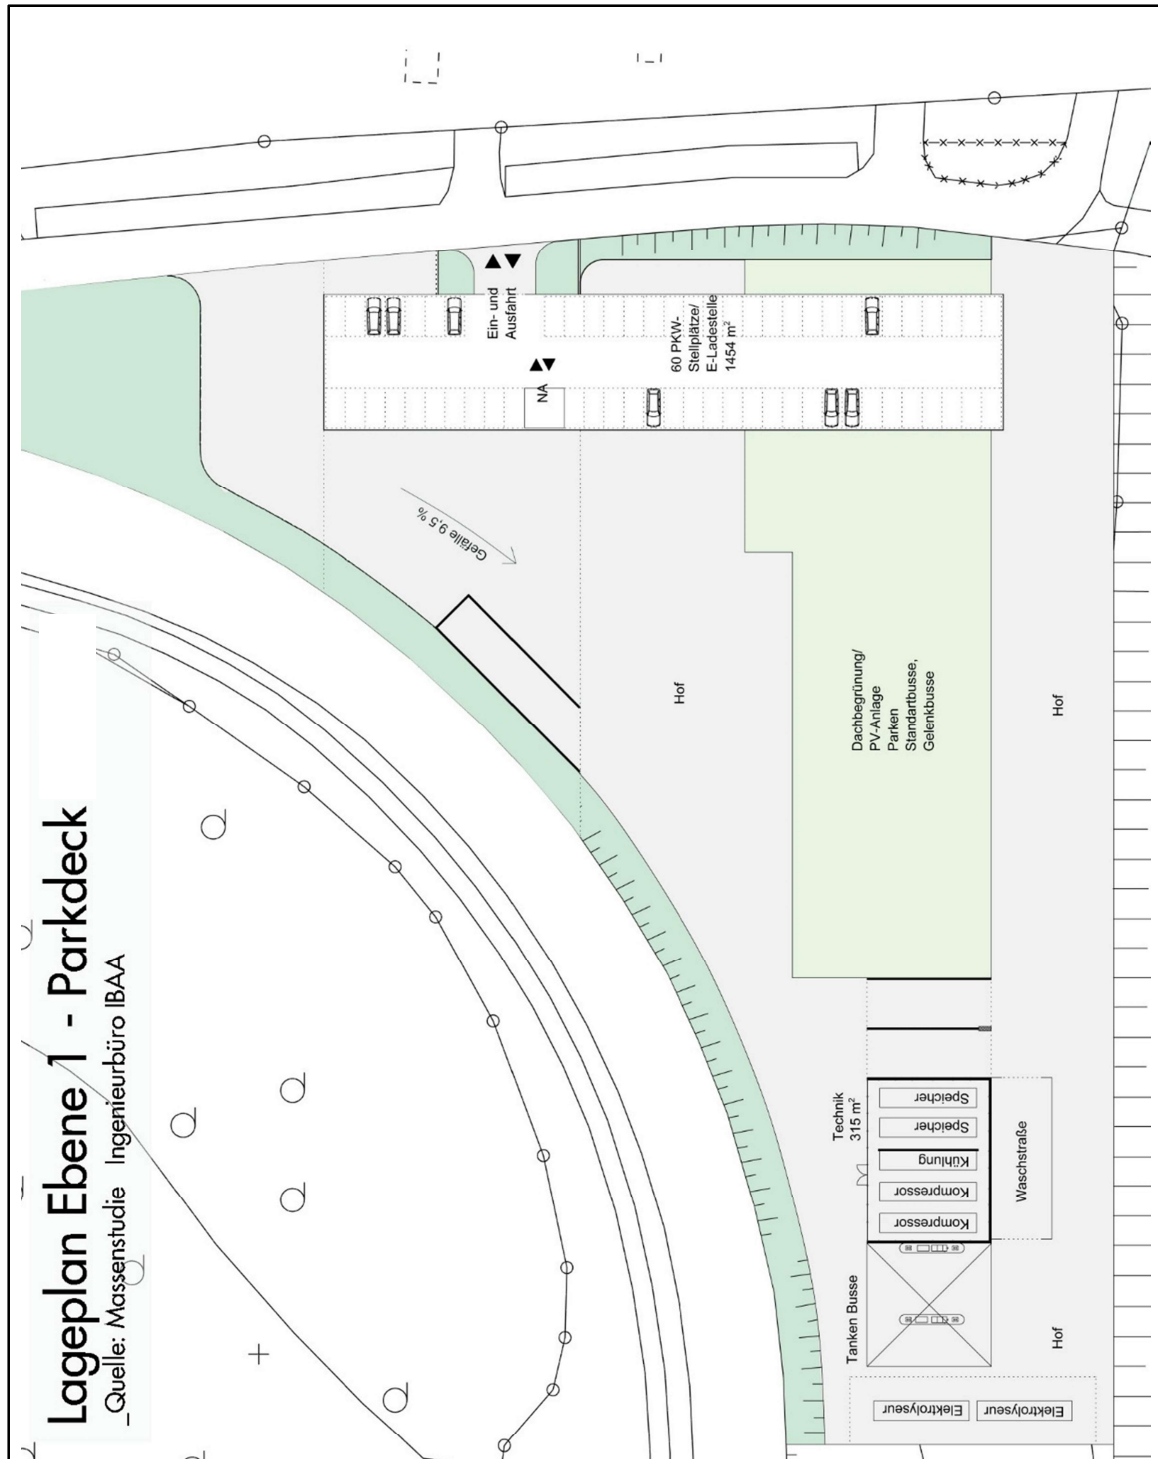 Lageplan Ebene 1 - Parkdeck
_Quelle: Massenstudie Ingenieurbüro IBAA
Ein- und
Ausfahrt
NA
60 PKW-
Stellplätze/
E-Ladestelle
1454 m²
Gefälle 9,5 %
Hof
Dachbegrünung/
PV-Anlage
Parken
Standartbusse,
Gelenkbusse
Hof
Technik
315 m²
Speicher
Speicher
Kühlung
Kompressor
Kompressor
Waschstraße
Tanken Busse
Hof
Elektrolyseur
Elektrolyseur